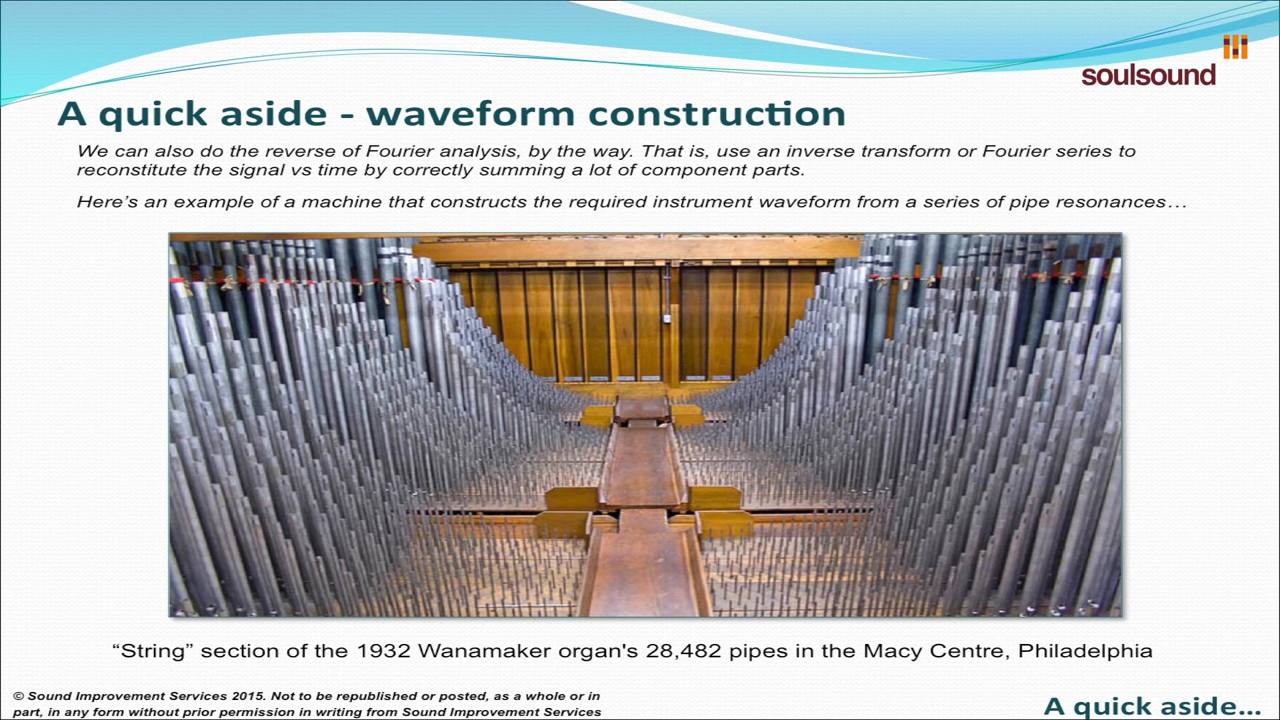 soulsound
A quick aside - waveform construction
We can also do the reverse of Fourier analysis, by the way. That is, use an inverse transform or Fourier series to
reconstitute the signal vs time by correctly summing a lot of component parts.
Here’s an example of a machine that constructs the required instrument waveform from a series of pipe resonances…
“String” section of the 1932 Wanamaker organ's 28,482 pipes in the Macy Centre, Philadelphia
© Sound Improvement Services 2015. Not to be republished or posted, as a whole or in
part, in any form without prior permission in writing from Sound Improvement Services
A quick aside…